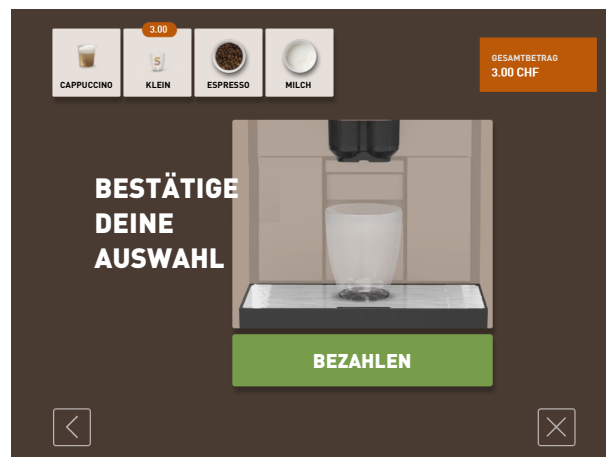 3.00
S
CAPPUCCINO
KLEIN
ESPRESSO
MILCH
GESAMTBETRAG
3.00 CHF
BESTÄTIGE
DEINE
AUSWAHL
BEZAHLEN